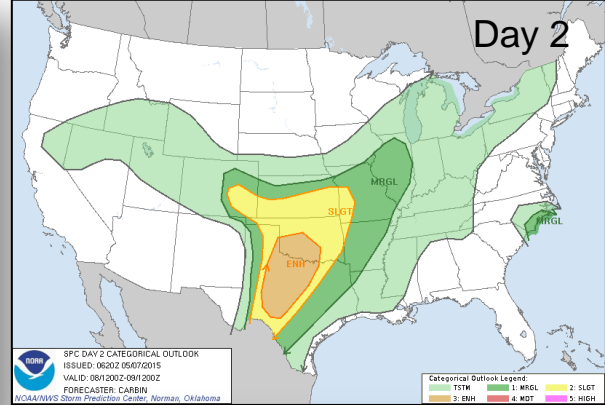 Day 2
MRGL
SLGT
MRGL
ENH
NOAA
SPC DAY 2 CATEGORICAL OUTLOOK
ISSUED: 0620Z 05/07/2015
VALID: 08/1200Z-09/1200Z
FORECASTER: CARBIN
NOAA/NWS Storm Prediction Center, Norman, Oklahoma
Categorical Outlook Legend:
TSTM 1: MRGL 2: SLGT
3: ENH 4: MDT 5: HIGH